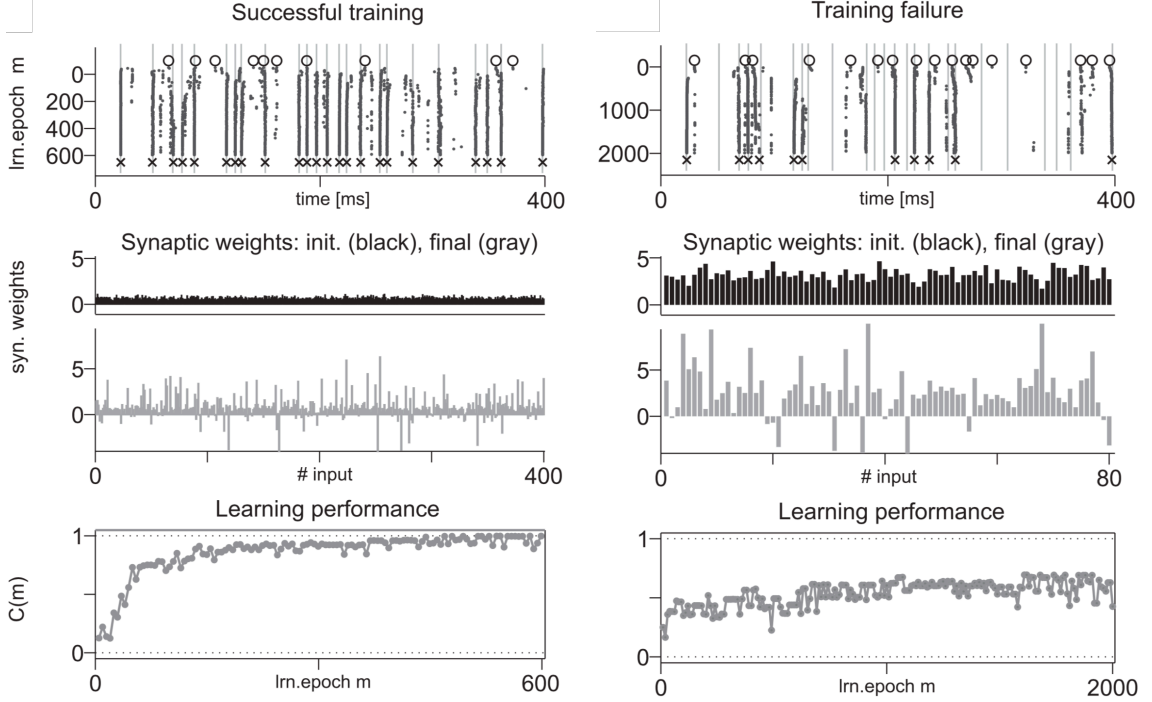 Successful training
Training failure
lrn.epoch m
0
200
400
600
0
time [ms]
400
0
1000
2000
0
time [ms]
400
Synaptic weights: init. (black), final (gray)
Synaptic weights: init. (black), final (gray)
syn. weights
5
0
5
0
0
# input
400
5
0
5
0
0
# input
80
Learning performance
Learning performance
C(m)
1
0
0
lrn.epoch m
600
1
0
0
lrn.epoch m
2000